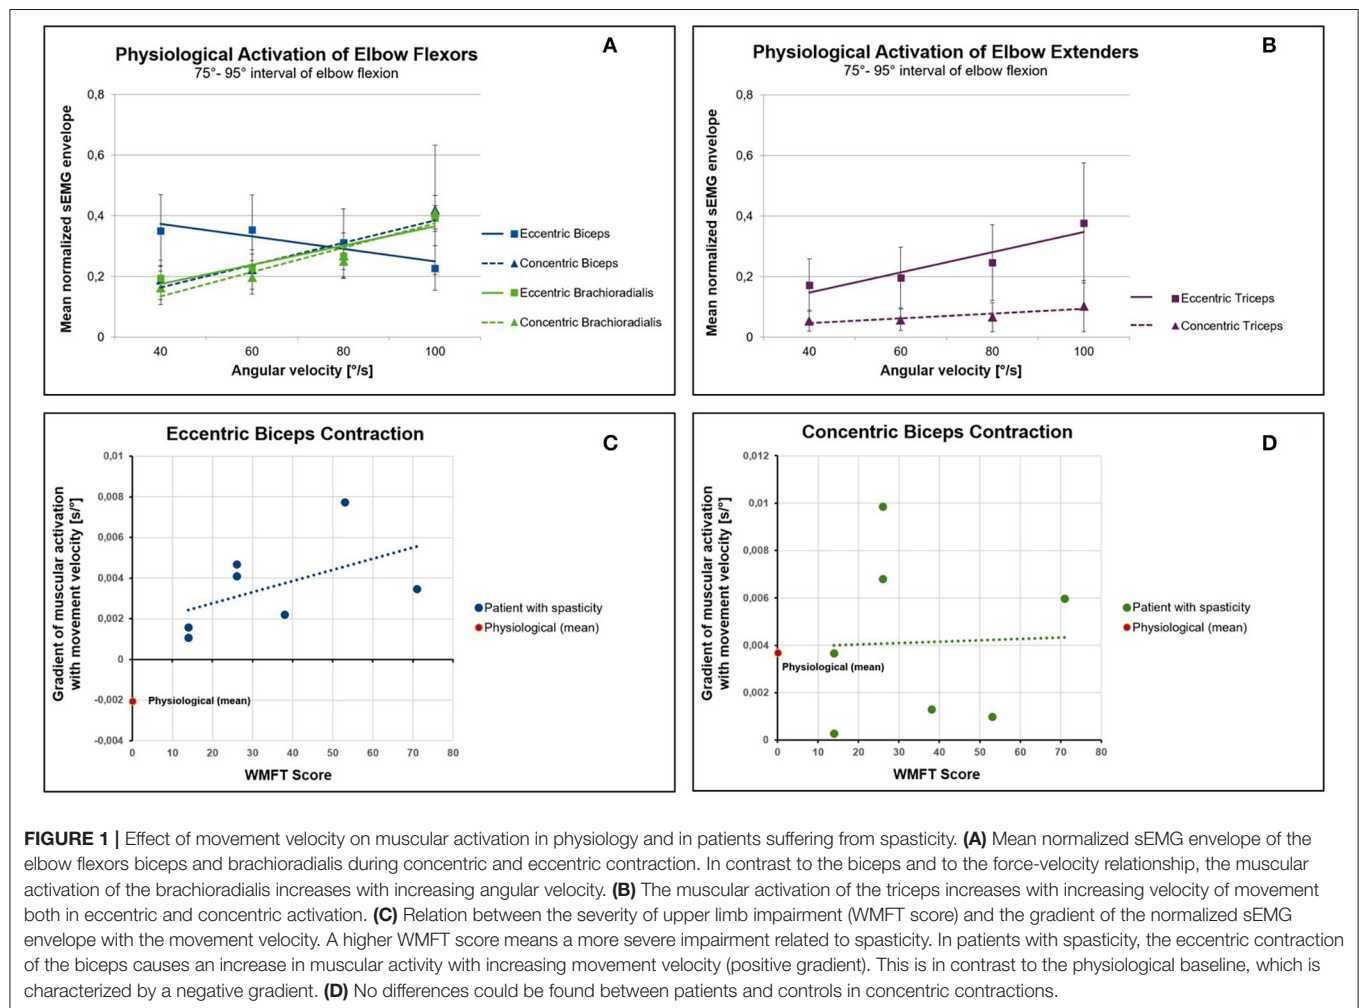 Physiological Activation of Elbow Flexors
75°- 95° interval of elbow flexion
A
Mean normalized sEMG envelope
0,8
0,6
0,4
0,2
0
40 60 80 100
Angular velocity [°/s]
Eccentric Biceps
Concentric Biceps
Eccentric Brachioradialis
Concentric Brachioradialis
Physiological Activation of Elbow Extenders
75°- 95° interval of elbow flexion
B
Mean normalized sEMG envelope
0,8
0,6
0,4
0,2
0
40 60 80 100
Angular velocity [°/s]
Eccentric Triceps
Concentric Triceps
Eccentric Biceps Contraction
C
Gradient of muscular activation
with movement velocity [s/°]
0,01
0,008
0,006
0,004
0,002
0
-0,002
-0,004
Physiological (mean)
0 10 20 30 40 50 60 70 80
WMFT Score
Patient with spasticity
Physiological (mean)
Concentric Biceps Contraction
D
Gradient of muscular activation
with movement velocity [s/°]
0,012
0,01
0,008
0,006
0,004
0,002
0
Physiological (mean)
0 10 20 30 40 50 60 70 80
WMFT Score
Patient with spasticity
Physiological (mean)
FIGURE 1 | Effect of movement velocity on muscular activation in physiology and in patients suffering from spasticity. (A) Mean normalized sEMG envelope of the
elbow flexors biceps and brachioradialis during concentric and eccentric contraction. In contrast to the biceps and to the force-velocity relationship, the muscular
activation of the brachioradialis increases with increasing angular velocity. (B) The muscular activation of the triceps increases with increasing velocity of movement
both in eccentric and concentric activation. (C) Relation between the severity of upper limb impairment (WMFT score) and the gradient of the normalized sEMG
envelope with the movement velocity. A higher WMFT score means a more severe impairment related to spasticity. In patients with spasticity, the eccentric contraction
of the biceps causes an increase in muscular activity with increasing movement velocity (positive gradient). This is in contrast to the physiological baseline, which is
characterized by a negative gradient. (D) No differences could be found between patients and controls in concentric contractions.